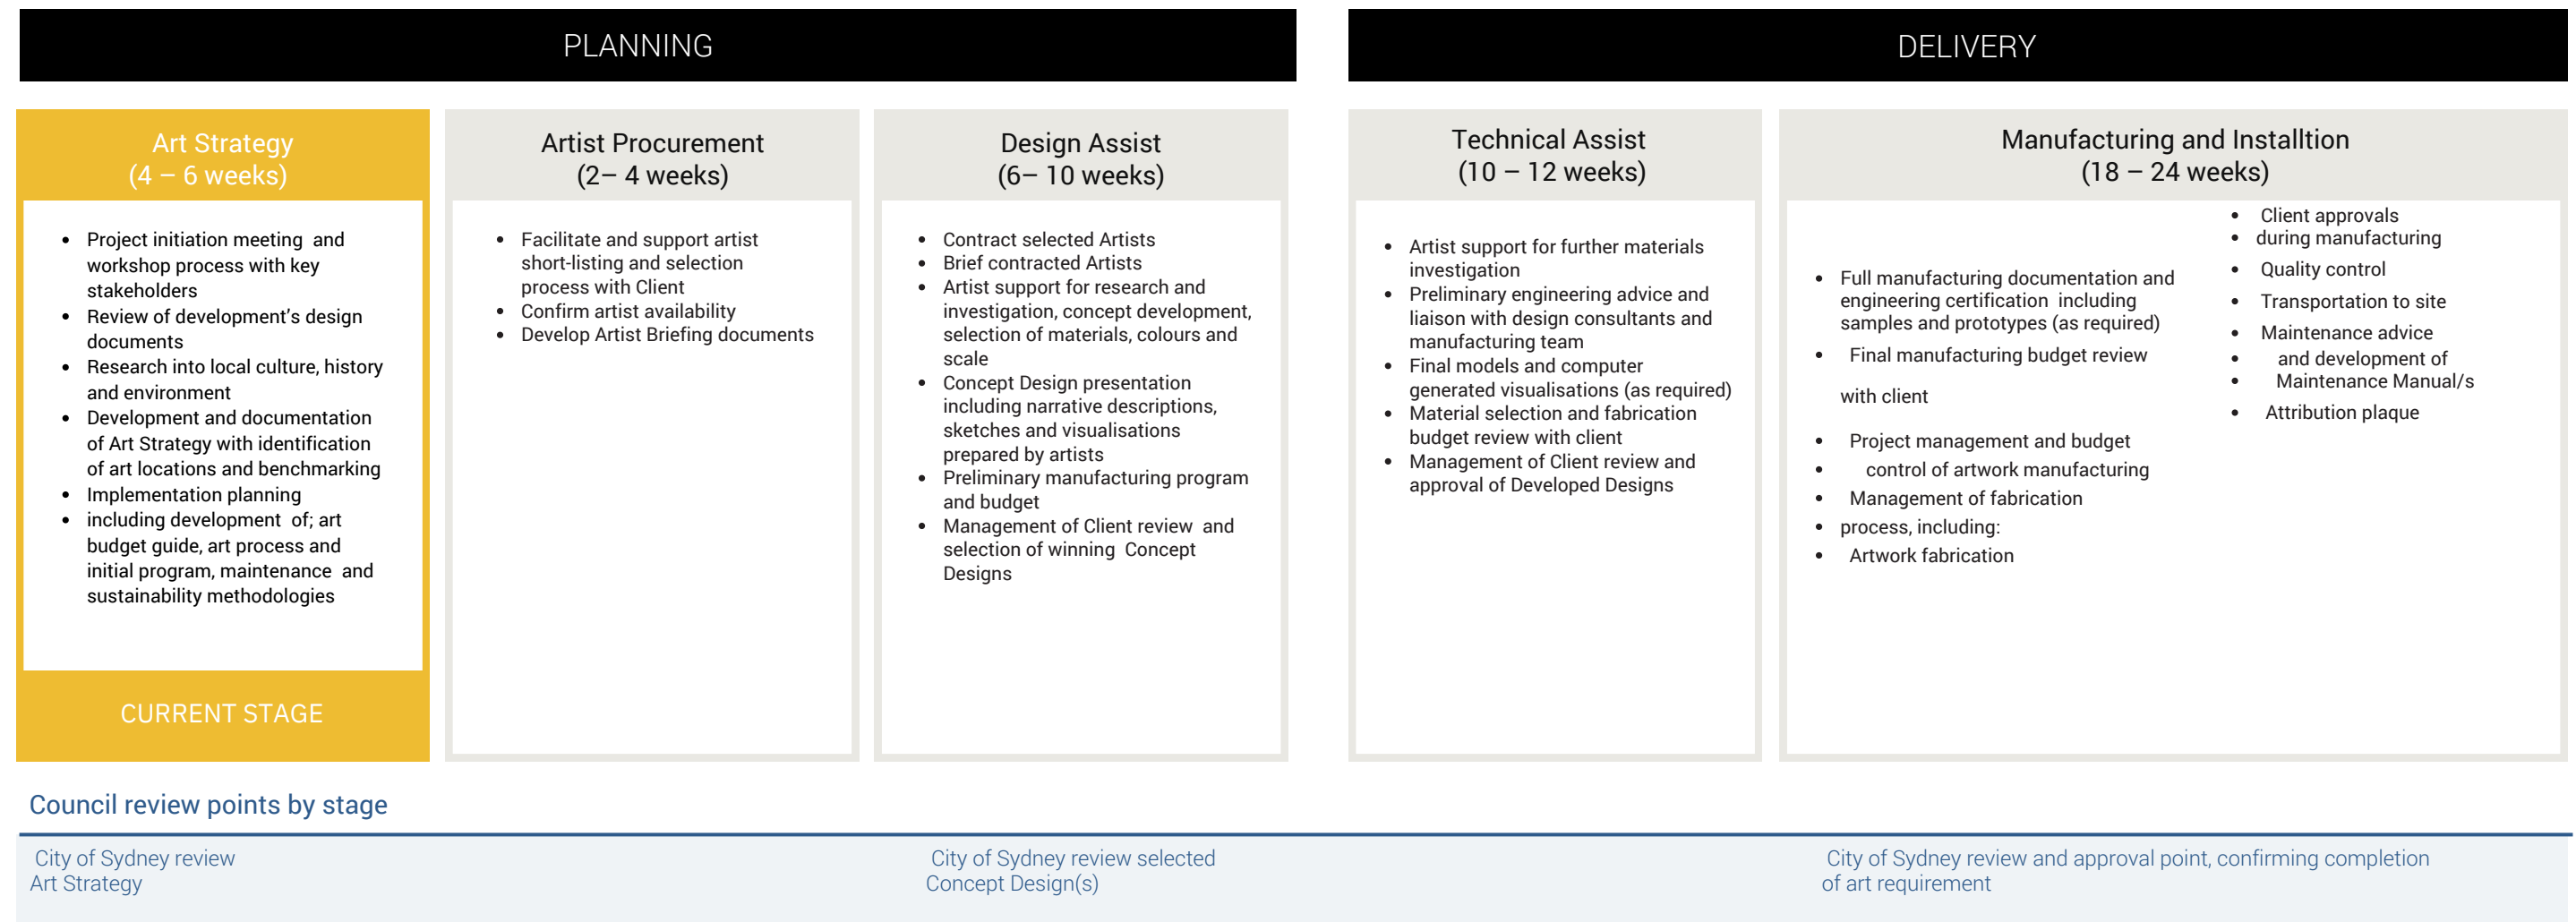 PLANNING
DELIVERY
Art Strategy
(4 – 6 weeks)
• Project initiation meeting and
workshop process with key
stakeholders
• Review of development's design
documents
• Research into local culture, history
and environment
• Development and documentation
of Art Strategy with identification
of art locations and benchmarking
• Implementation planning
• including development of; art
budget guide, art process and
initial program, maintenance and
sustainability methodologies
CURRENT STAGE
Artist Procurement
(2– 4 weeks)
• Facilitate and support artist
short-listing and selection
process with Client
• Confirm artist availability
• Develop Artist Briefing documents
Design Assist
(6– 10 weeks)
• Contract selected Artists
• Brief contracted Artists
• Artist support for research and
investigation, concept development,
selection of materials, colours and
scale
• Concept Design presentation
including narrative descriptions,
sketches and visualisations
prepared by artists
• Preliminary manufacturing program
and budget
• Management of Client review and
selection of winning Concept
Designs
Technical Assist
(10 – 12 weeks)
• Artist support for further materials
investigation
• Preliminary engineering advice and
liaison with design consultants and
manufacturing team
• Final models and computer
generated visualisations (as required)
• Material selection and fabrication
budget review with client
• Management of Client review and
approval of Developed Designs
Manufacturing and Installtion
(18 – 24 weeks)
• Full manufacturing documentation and
engineering certification including
samples and prototypes (as required)
• Final manufacturing budget review
with client
• Project management and budget
• control of artwork manufacturing
• Management of fabrication
• process, including:
• Artwork fabrication
• Client approvals
• during manufacturing
• Quality control
• Transportation to site
• Maintenance advice
• and development of
• Maintenance Manual/s
• Attribution plaque
Council review points by stage
City of Sydney review
Art Strategy
City of Sydney review selected
Concept Design(s)
City of Sydney review and approval point, confirming completion
of art requirement